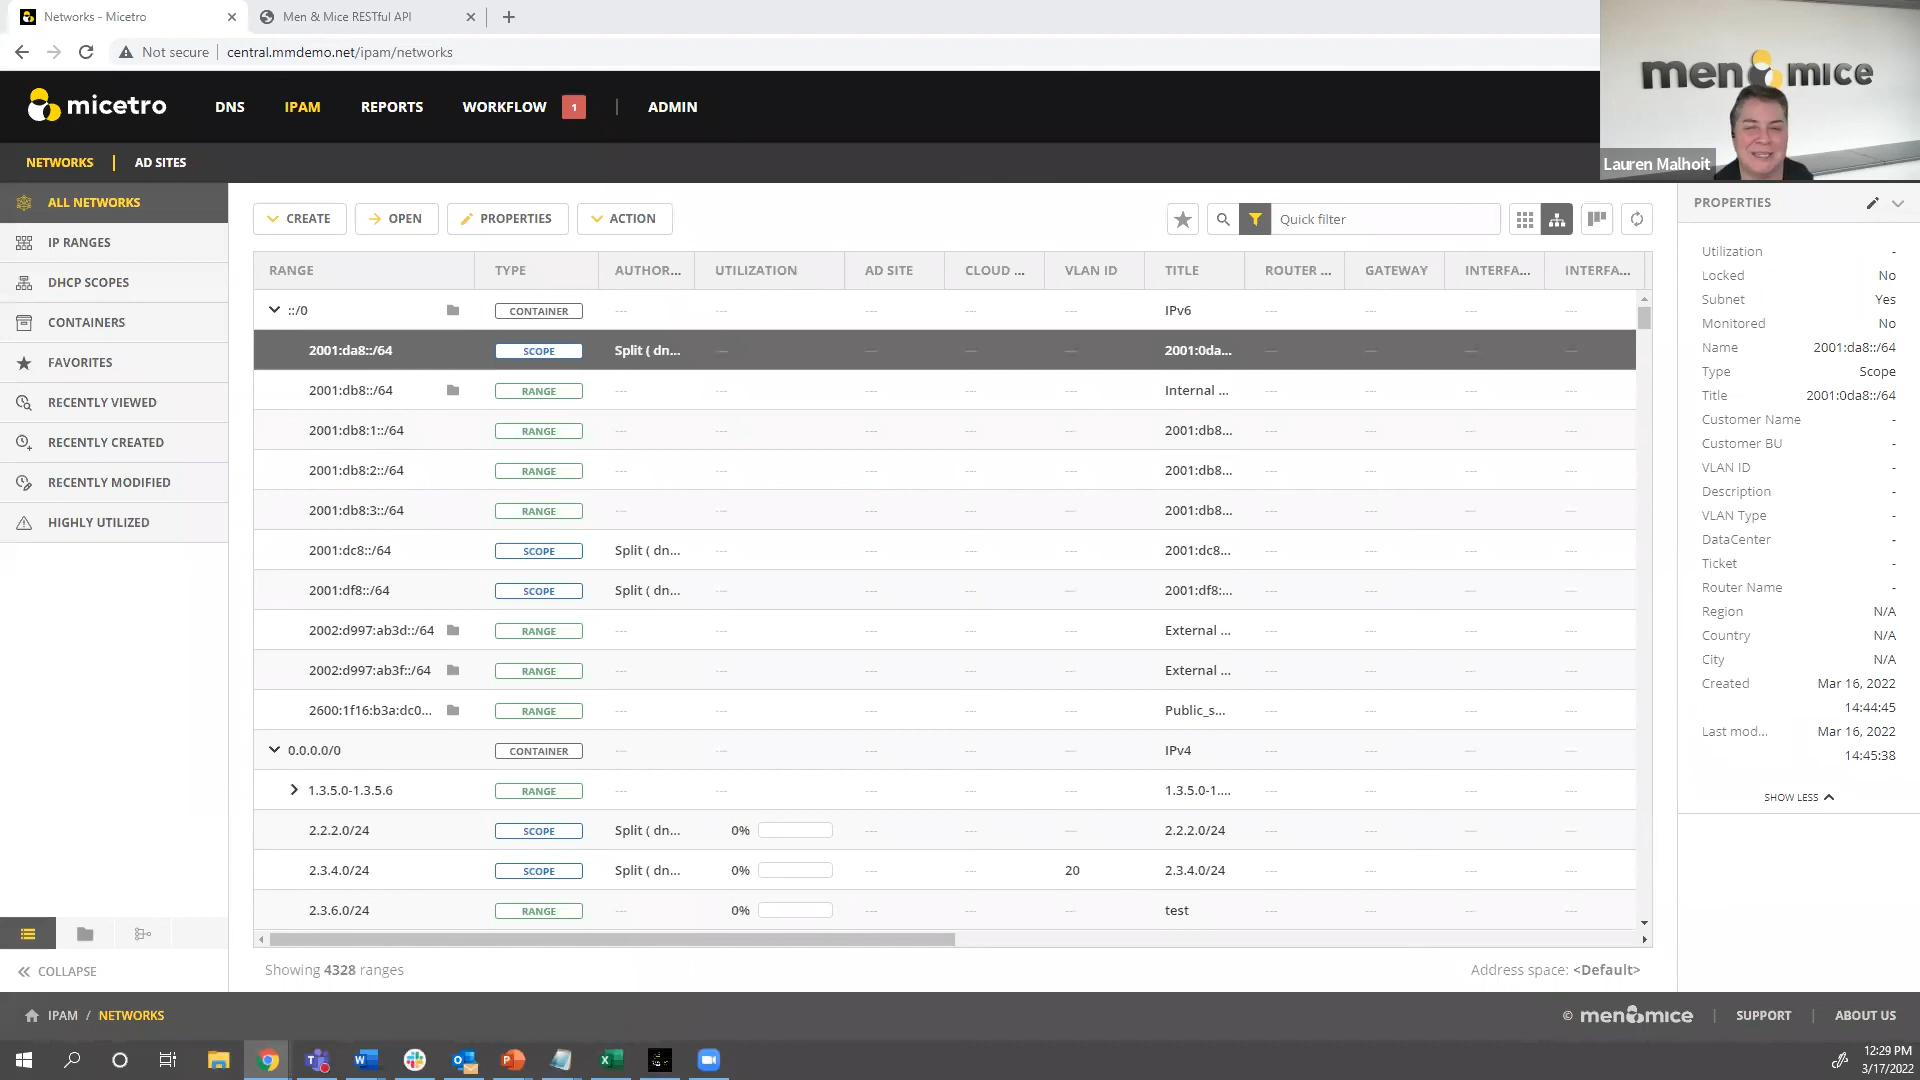 Networks - Micetro
Men & Mice RESTful API
Not secure
central.mmdemo.net/ipam/networks
men&mice
Lauren Malhoit
micetro
DNS
IPAM
REPORTS
WORKFLOW
1
ADMIN
NETWORKS
AD SITES
ALL NETWORKS
IP RANGES
DHCP SCOPES
CONTAINERS
FAVORITES
RECENTLY VIEWED
RECENTLY CREATED
RECENTLY MODIFIED
HIGHLY UTILIZED
COLLAPSE
CREATE
OPEN
PROPERTIES
ACTION
Quick filter
RANGE TYPE AUTHOR... UTILIZATION AD SITE CLOUD ... VLAN ID TITLE ROUTER ... GATEWAY INTERFA... INTERFA...
::/0 CONTAINER --- --- --- --- --- IPv6 --- --- --- ---
2001:da8::/64 SCOPE Split ( dn... --- --- --- --- 2001:0da... --- --- --- ---
2001:db8::/64 RANGE --- --- --- --- --- Internal ... --- --- --- ---
2001:db8:1::/64 RANGE --- --- --- --- --- 2001:db8... --- --- --- ---
2001:db8:2::/64 RANGE --- --- --- --- --- 2001:db8... --- --- --- ---
2001:db8:3::/64 RANGE --- --- --- --- --- 2001:db8... --- --- --- ---
2001:dc8::/64 SCOPE Split ( dn... --- --- --- --- 2001:dc8... --- --- --- ---
2001:df8::/64 SCOPE Split ( dn... --- --- --- --- 2001:df8:... --- --- --- ---
2002:d997:ab3d::/64 RANGE --- --- --- --- --- External ... --- --- --- ---
2002:d997:ab3f::/64 RANGE --- --- --- --- --- External ... --- --- --- ---
2600:1f16:b3a:dc0... RANGE --- --- --- --- --- Public_s... --- --- --- ---
0.0.0.0/0 CONTAINER --- --- --- --- --- IPv4 --- --- --- ---
1.3.5.0-1.3.5.6 RANGE --- --- --- --- --- 1.3.5.0-1.... --- --- --- ---
2.2.2.0/24 SCOPE Split ( dn... 0% --- --- --- 2.2.2.0/24 --- --- --- ---
2.3.4.0/24 SCOPE Split ( dn... 0% --- --- 20 2.3.4.0/24 --- --- --- ---
2.3.6.0/24 RANGE --- 0% --- --- --- test --- --- --- ---
Showing 4328 ranges
Address space: <Default>
PROPERTIES
Utilization -
Locked No
Subnet Yes
Monitored No
Name 2001:da8::/64
Type Scope
Title 2001:0da8::/64
Customer Name -
Customer BU -
VLAN ID -
Description -
VLAN Type -
DataCenter -
Ticket -
Router Name -
Region N/A
Country N/A
City N/A
Created Mar 16, 2022
14:44:45
Last mod... Mar 16, 2022
14:45:38
SHOW LESS
IPAM / NETWORKS
© men&mice
SUPPORT
ABOUT US
12:29 PM
3/17/2022